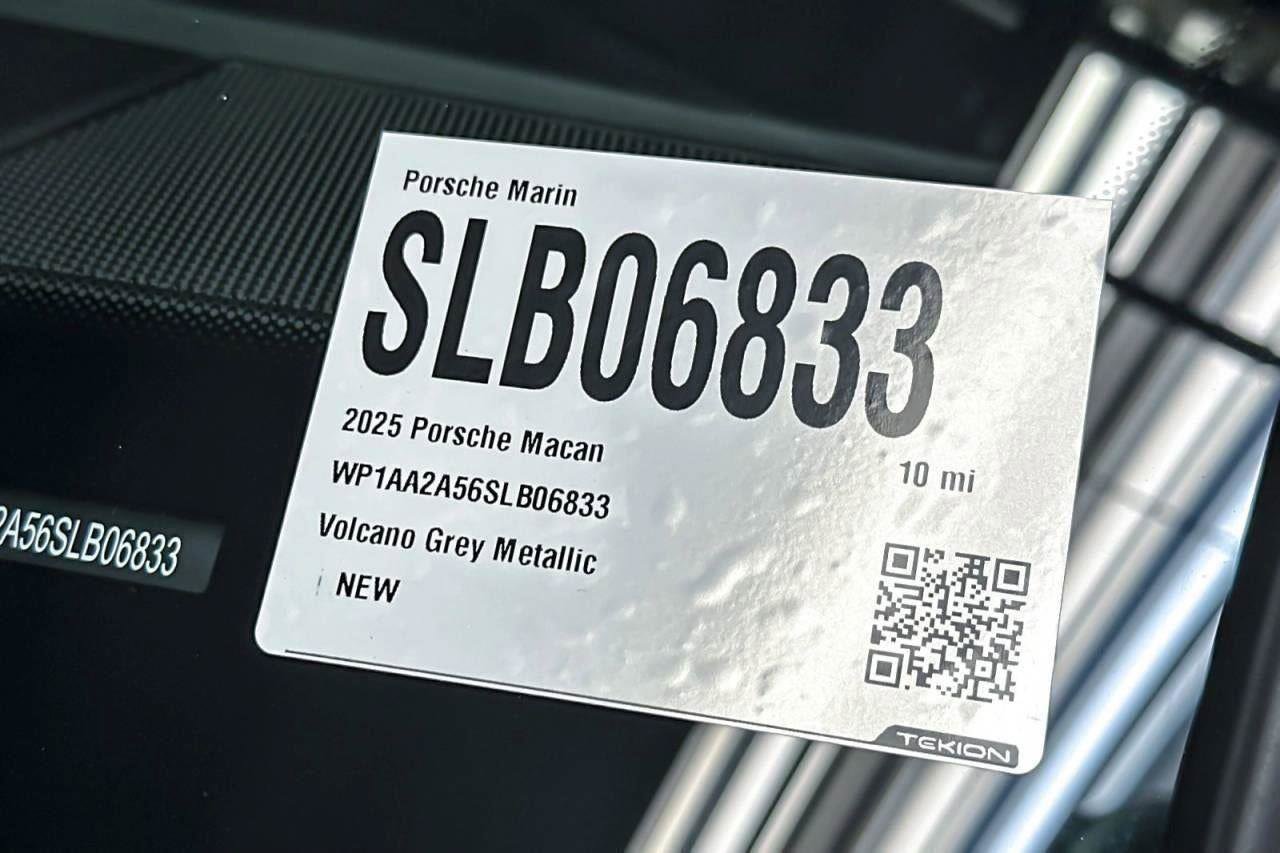 Porsche Marin
SLB06833
2025 Porsche Macan
10 mi
WP1AA2A56SLB06833
Volcano Grey Metallic
NEW
TEKION
A56SLB06833